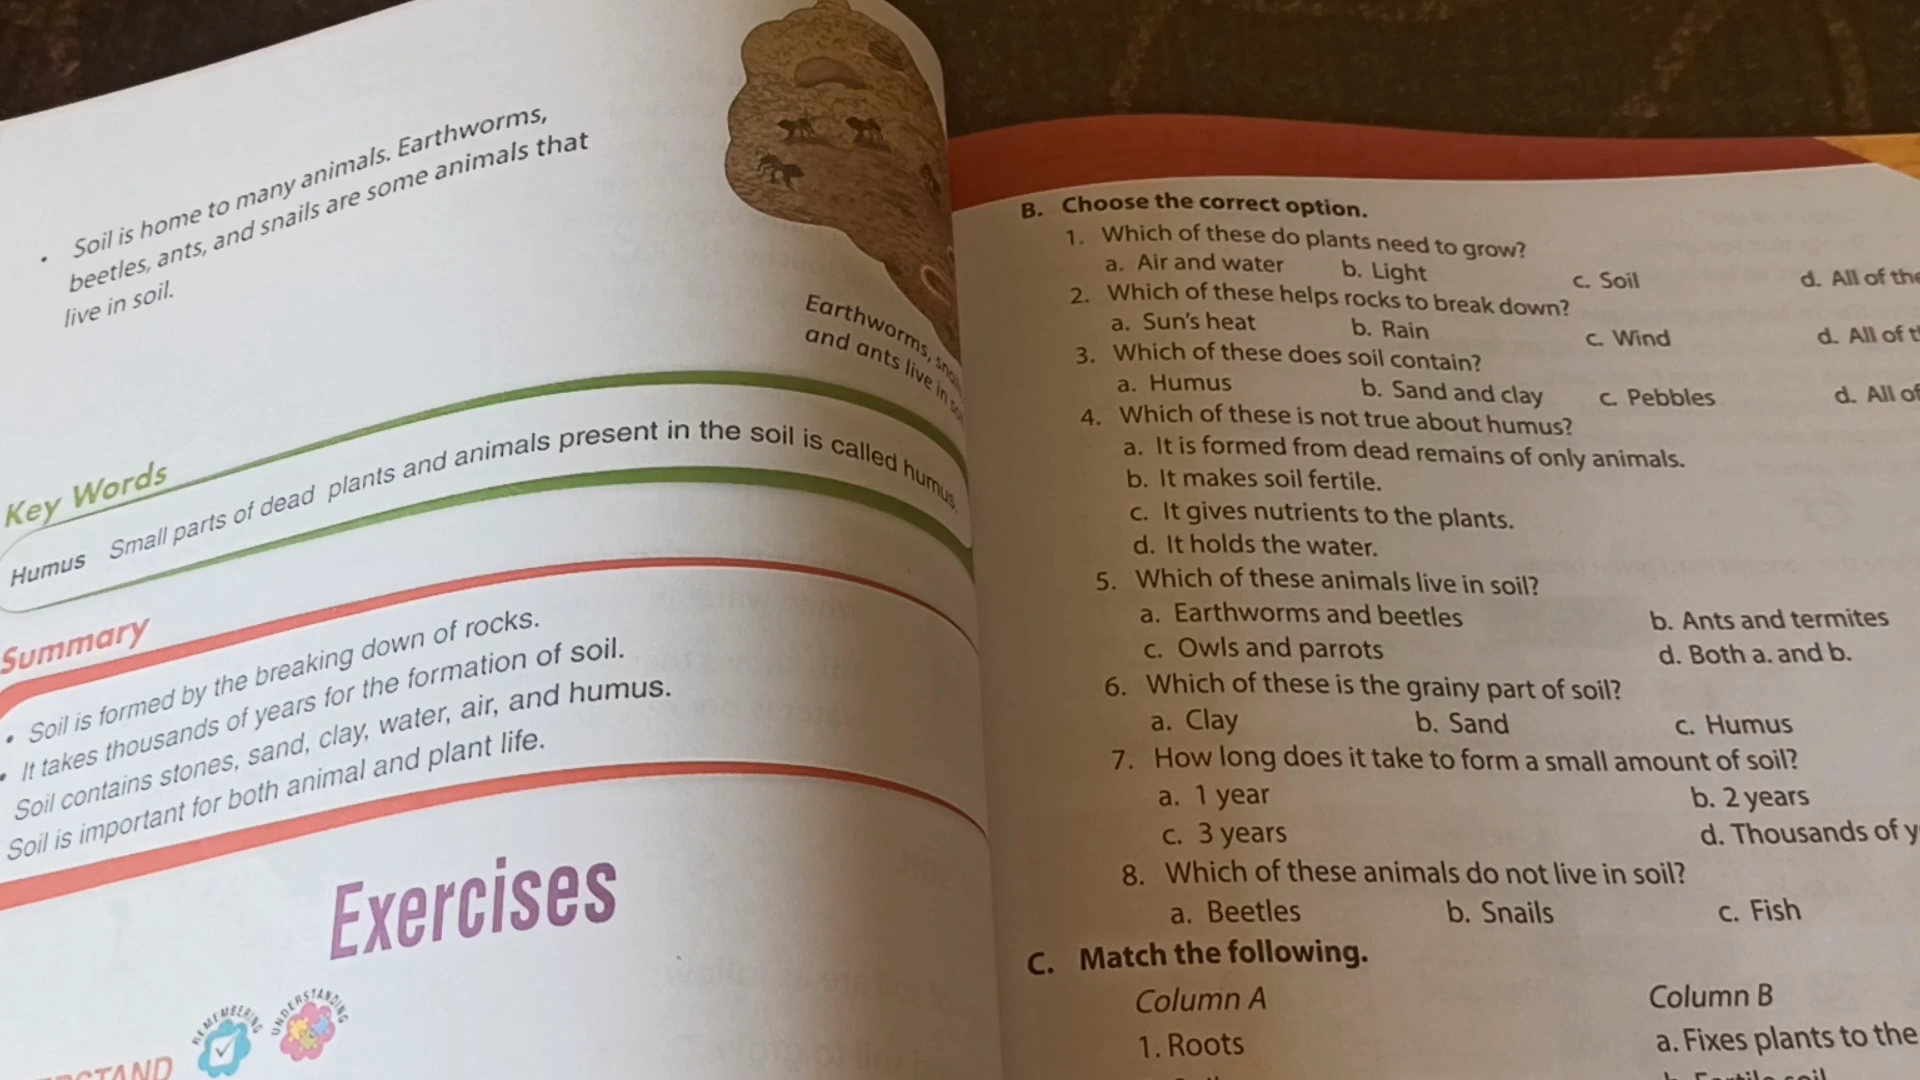 • Soil is home to many animals. Earthworms,
beetles, ants, and snails are some animals that
live in soil.
Earthworms,
and ants live in
Key Words
Humus Small parts of dead plants and animals present in the soil is called humus.
Summary
• Soil is formed by the breaking down of rocks.
• It takes thousands of years for the formation of soil.
Soil contains stones, sand, clay, water, air, and humus.
Soil is important for both animal and plant life.
Exercises
REMEMBERING
UNDERSTANDING
B. Choose the correct option.
1. Which of these do plants need to grow?
a. Air and water b. Light c. Soil d. All of the
2. Which of these helps rocks to break down?
a. Sun's heat b. Rain c. Wind d. All of
3. Which of these does soil contain?
a. Humus b. Sand and clay c. Pebbles d. All of
4. Which of these is not true about humus?
a. It is formed from dead remains of only animals.
b. It makes soil fertile.
c. It gives nutrients to the plants.
d. It holds the water.
5. Which of these animals live in soil?
a. Earthworms and beetles b. Ants and termites
c. Owls and parrots d. Both a. and b.
6. Which of these is the grainy part of soil?
a. Clay b. Sand c. Humus
7. How long does it take to form a small amount of soil?
a. 1 year b. 2 years
c. 3 years d. Thousands of
8. Which of these animals do not live in soil?
a. Beetles b. Snails c. Fish
C. Match the following.
Column A Column B
1. Roots a. Fixes plants to the